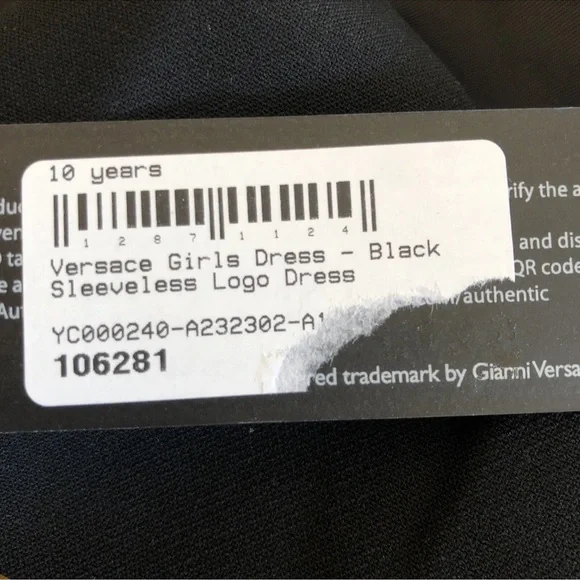 10 years
1 2 8 7 1 1 2 4
Versace Girls Dress - Black
Sleeveless Logo Dress
YC000240-A232302-A1
106281
rify the a
and dis
QR code
/authentic
red trademark by Gianni Versa